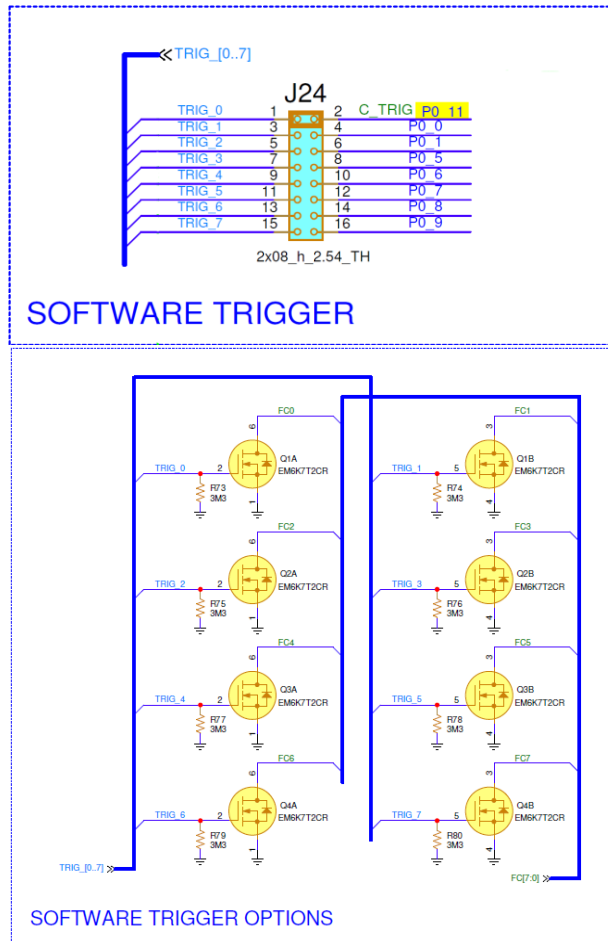 TRIG_[0..7]
J24
TRIG_0 1 2 C_TRIG P0_11
TRIG_1 3 4 P0_0
TRIG_2 5 6 P0_1
TRIG_3 7 8 P0_5
TRIG_4 9 10 P0_6
TRIG_5 11 12 P0_7
TRIG_6 13 14 P0_8
TRIG_7 15 16 P0_9
2x08_h_2.54_TH
SOFTWARE TRIGGER
FC0
6
Q1A
EM6K7T2CR
TRIG_0 2
R73
3M3
1
FC1
3
Q1B
EM6K7T2CR
TRIG_1 5
R74
3M3
4
FC2
6
Q2A
EM6K7T2CR
TRIG_2 2
R75
3M3
1
FC3
3
Q2B
EM6K7T2CR
TRIG_3 5
R76
3M3
4
FC4
6
Q3A
EM6K7T2CR
TRIG_4 2
R77
3M3
1
FC5
3
Q3B
EM6K7T2CR
TRIG_5 5
R78
3M3
4
FC6
6
Q4A
EM6K7T2CR
TRIG_6 2
R79
3M3
1
FC7
3
Q4B
EM6K7T2CR
TRIG_7 5
R80
3M3
4
TRIG_[0..7]
FC[7:0]
SOFTWARE TRIGGER OPTIONS